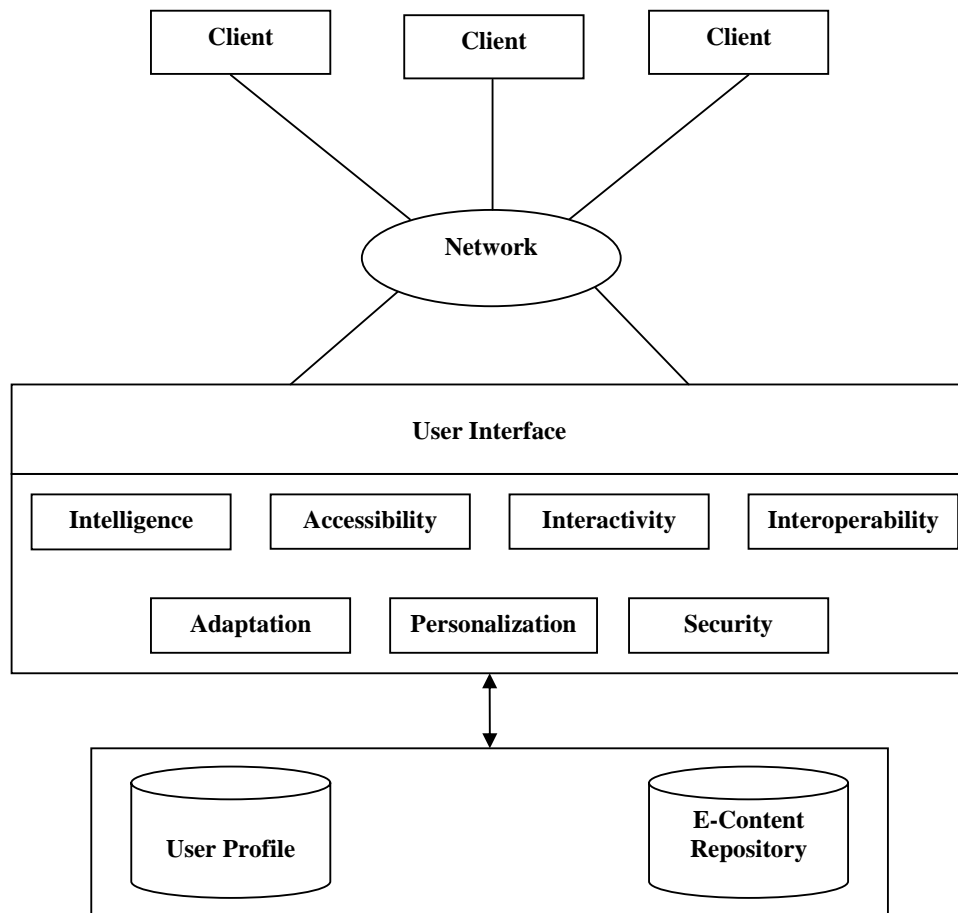 Client
Client
Client
Network
User Interface
Intelligence
Accessibility
Interactivity
Interoperability
Adaptation
Personalization
Security
User Profile
E-Content
Repository